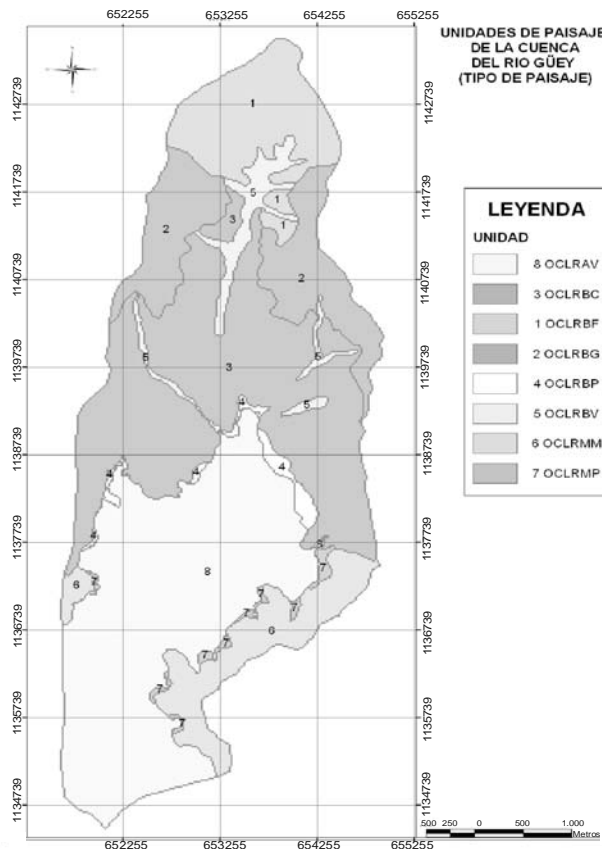 652255 653255 654255 655255
UNIDADES DE PAISAJE
DE LA CUENCA
DEL RIO GÜEY
(TIPO DE PAISAJE)
1142739
1142739
1
1141739
1141739
5
1
3
1
2
1140739
1140739
2
5
5
1139739
1139739
3
4
5
1138739
1138739
4
4
4
4
1137739
1137739
3
7
8
6
7
7
7
7
1136739
1136739
6
7
7
7
1135739
1135739
7
1134739
1134739
652255 653255 654255 655255
LEYENDA
UNIDAD
8 OCLRAV
3 OCLRBC
1 OCLRBF
2 OCLRBG
4 OCLRBP
5 OCLRBV
6 OCLRMM
7 OCLRMP
500 250 0 500 1.000
Metros